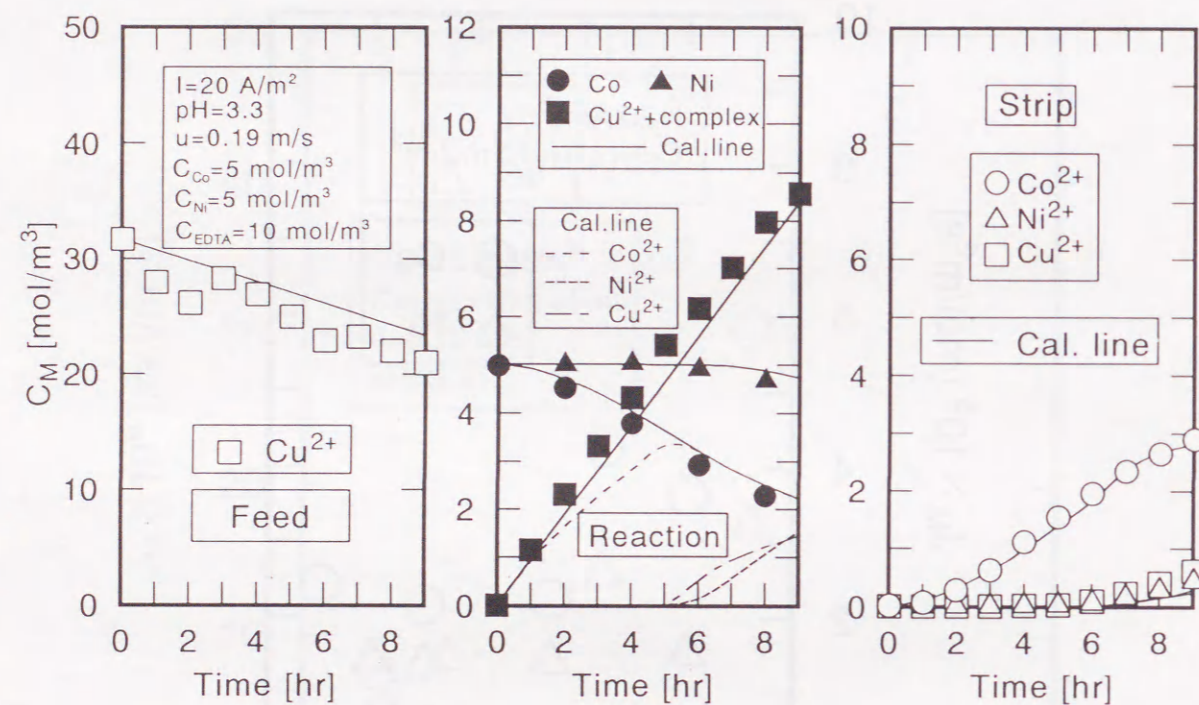 50
40
30
20
10
0
C_M [mol/m³]
I=20 A/m²
pH=3.3
u=0.19 m/s
C_Co=5 mol/m³
C_Ni=5 mol/m³
C_EDTA=10 mol/m³
Cu²⁺
Feed
0 2 4 6 8
Time [hr]
12
10
8
6
4
2
0
Co Ni
Cu²⁺+complex
Cal.line
Cal.line
Co²⁺
Ni²⁺
Cu²⁺
Reaction
0 2 4 6 8
Time [hr]
10
8
6
4
2
0
Strip
Co²⁺
Ni²⁺
Cu²⁺
Cal. line
0 2 4 6 8
Time [hr]